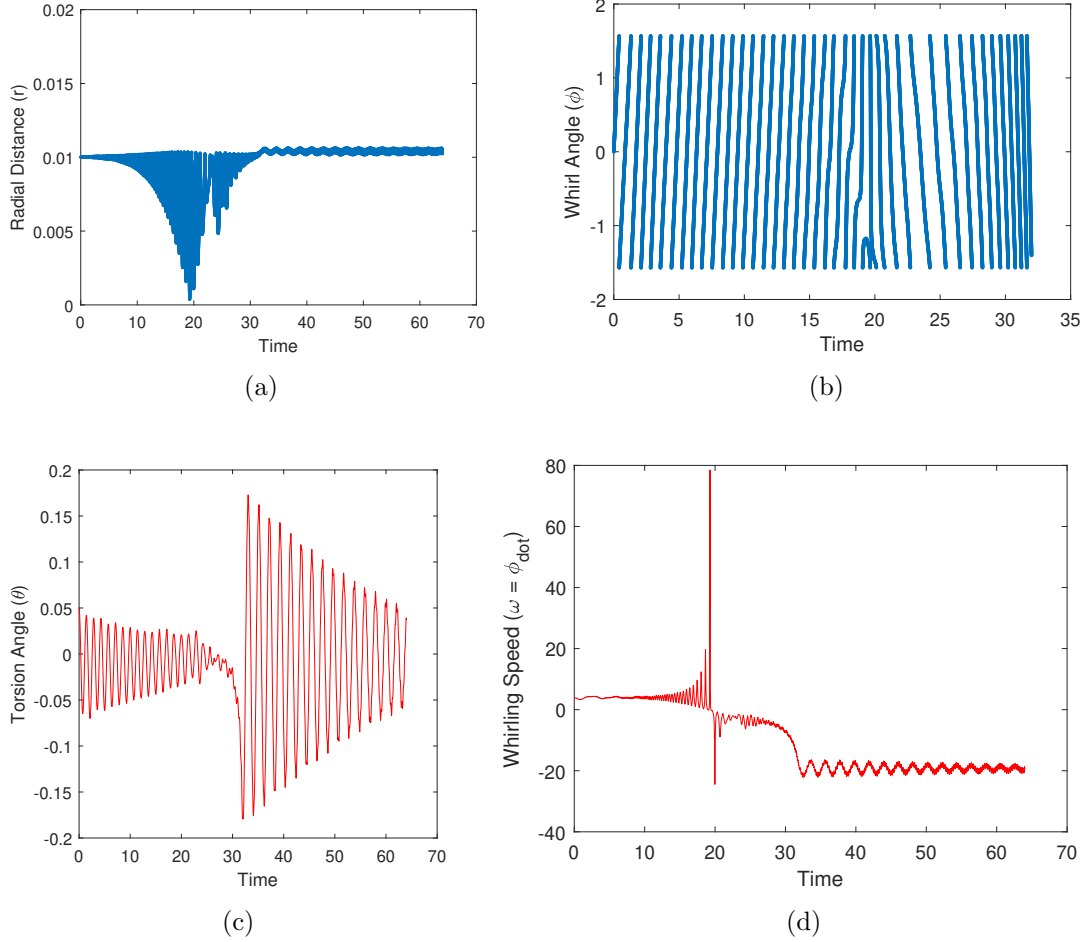 0.02
0.015
0.01
0.005
0
Radial Distance (r)
0 10 20 30 40 50 60 70
Time
(a)
2
1
0
-1
-2
Whirl Angle (ϕ)
0 5 10 15 20 25 30 35
Time
(b)
0.2
0.15
0.1
0.05
0
-0.05
-0.1
-0.15
-0.2
Torsion Angle (θ)
0 10 20 30 40 50 60 70
Time
(c)
80
60
40
20
0
-20
-40
Whirling Speed (ω = ϕ_dot)
0 10 20 30 40 50 60 70
Time
(d)